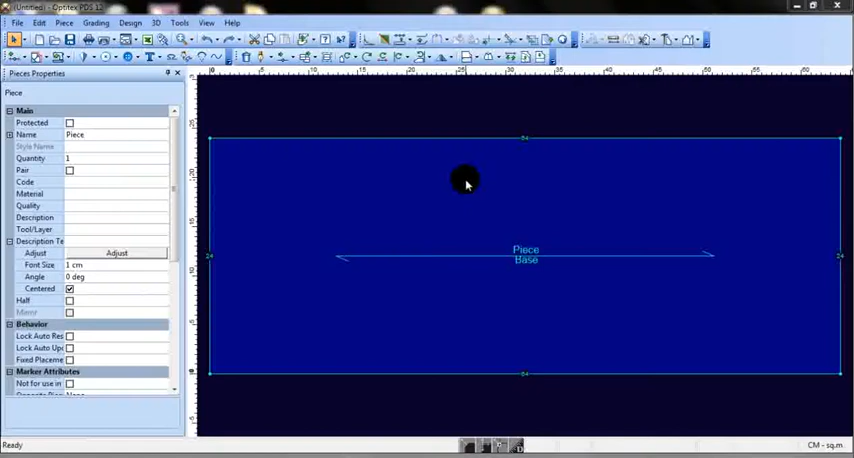 (Untitled) - Optitex PDS 12
File Edit Piece Grading Design 3D Tools View Help
Pieces Properties
Piece
Main
Protected
Name Piece
Style Name
Quantity 1
Pair
Code
Material
Quality
Description
Tool/Layer
Description Te
Adjust Adjust
Font Size 1 cm
Angle 0 deg
Centered
Half
Mirror
Behavior
Lock Auto Res
Lock Auto Upd
Fixed Placeme
Marker Attributes
Not for use in
24
Piece
Base
24
Ready
CM - sq.m